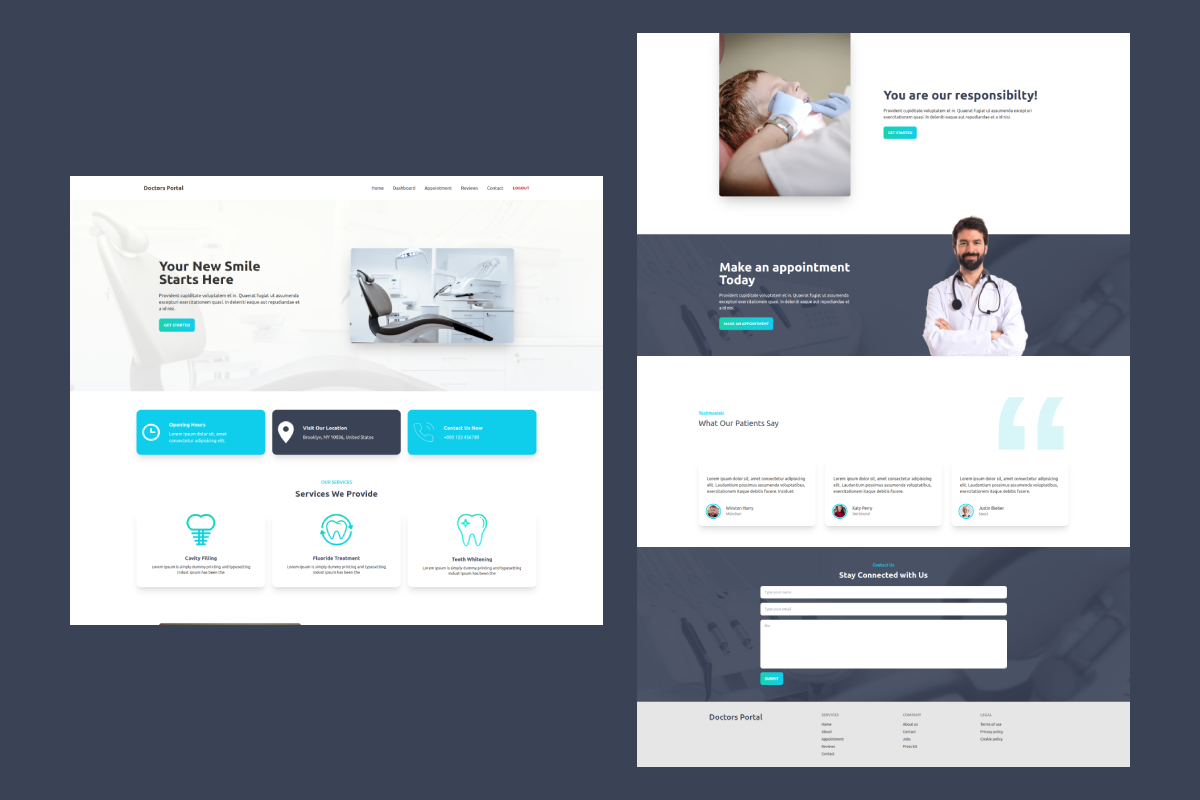 Doctors Portal
Home Dashboard Appointment Reviews Contact LOGOUT
Your New Smile
Starts Here
Provident cupiditate voluptatem et in. Quaerat fugiat ut assumenda
excepturi exercitationem quasi. In deleniti eaque aut repudiandae et
a id nisi.
GET STARTED
Opening Hours
Lorem ipsum dolor sit, amet
consectetur adipisicing elit.
Visit Our Location
Brooklyn, MY 10036, United States
Contact Us Now
+000 123 456789
OUR SERVICES
Services We Provide
Cavity Filling
Lorem Ipsum is simply dummy printing and typesetting
indust Ipsum has been the
Fluoride Treatment
Lorem Ipsum is simply dummy printing and typesetting
indust Ipsum has been the
Teeth Whitening
Lorem Ipsum is simply dummy printing and typesetting
indust Ipsum has been the
You are our responsibilty!
Provident cupiditate voluptatem et in. Quaerat fugiat ut assumenda excepturi
exercitationem quasi. In deleniti eaque aut repudiandae et a id nisi.
GET STARTED
Make an appointment
Today
Provident cupiditate voluptatem et in. Quaerat fugiat ut assumenda
excepturi exercitationem quasi. In deleniti eaque aut repudiandae et a id
nisi.
MAKE AN APPOINTMENT
Testimonials
What Our Patients Say
Lorem ipsum dolor sit, amet consectetur adipisicing
elit. Laudantium possimus assumenda voluptatibus,
exercitationem itaque debitis facere. Incidunt
Winston Harry
Lorem ipsum dolor sit, amet consectetur adipisicing
elit. Laudantium possimus assumenda voluptatibus,
exercitationem itaque debitis facere.
Katy Perry
Lorem ipsum dolor sit, amet consectetur adipisicing
elit. Laudantium possimus assumenda voluptatibus,
exercitationem itaque debitis facere.
Justin Bieber
Contact Us
Stay Connected with Us
Type your name
Type your email
SUBMIT
Doctors Portal
SERVICES
Home
About
Appointment
Reviews
Contact
COMPANY
About us
Contact
Jobs
Press kit
LEGAL
Terms of use
Privacy policy
Cookie policy